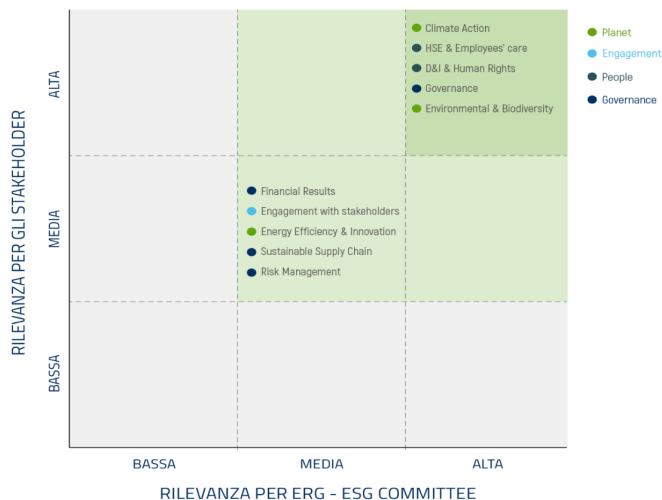 RILEVANZA PER GLI STAKEHOLDER
ALTA
MEDIA
BASSA
Climate Action
HSE & Employees' care
D&I & Human Rights
Governance
Environmental & Biodiversity
Financial Results
Engagement with stakeholders
Energy Efficiency & Innovation
Sustainable Supply Chain
Risk Management
Planet
Engagement
People
Governance
BASSA
MEDIA
ALTA
RILEVANZA PER ERG - ESG COMMITTEE